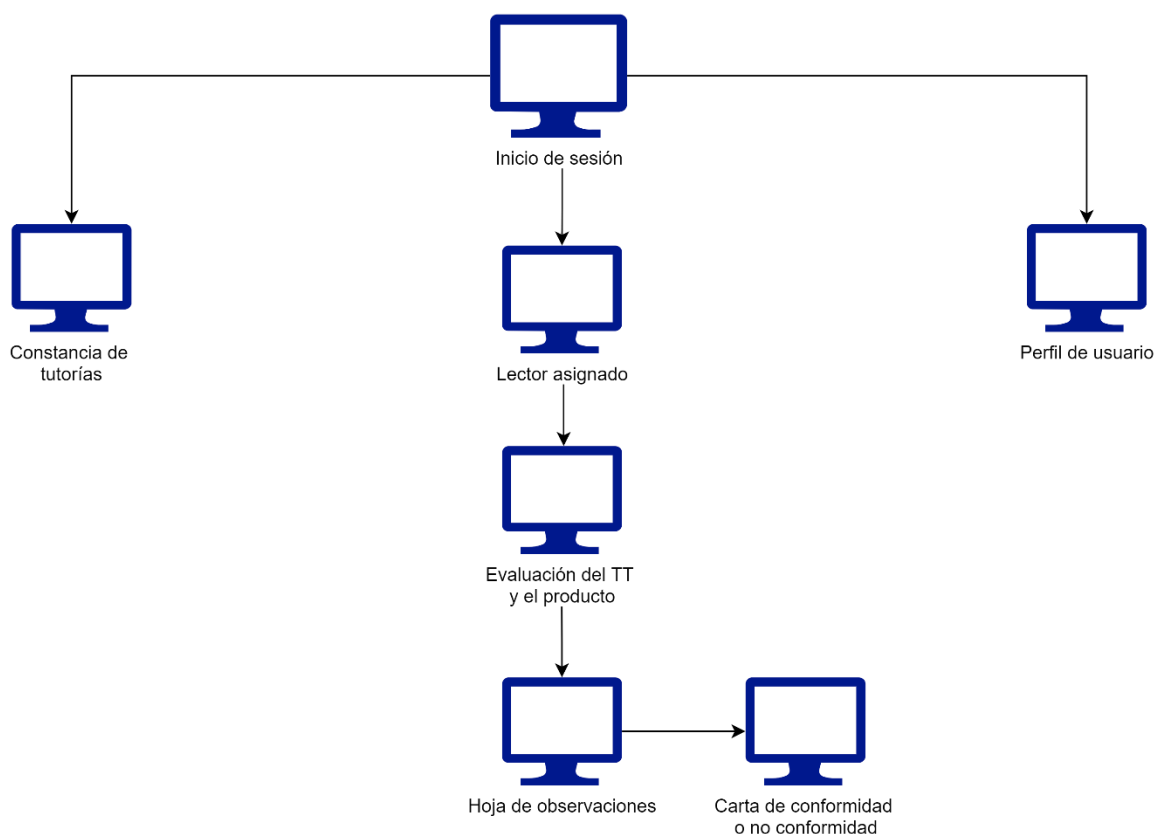 Inicio de sesión
Constancia de
tutorías
Lector asignado
Perfil de usuario
Evaluación del TT
y el producto
Hoja de observaciones
Carta de conformidad
o no conformidad